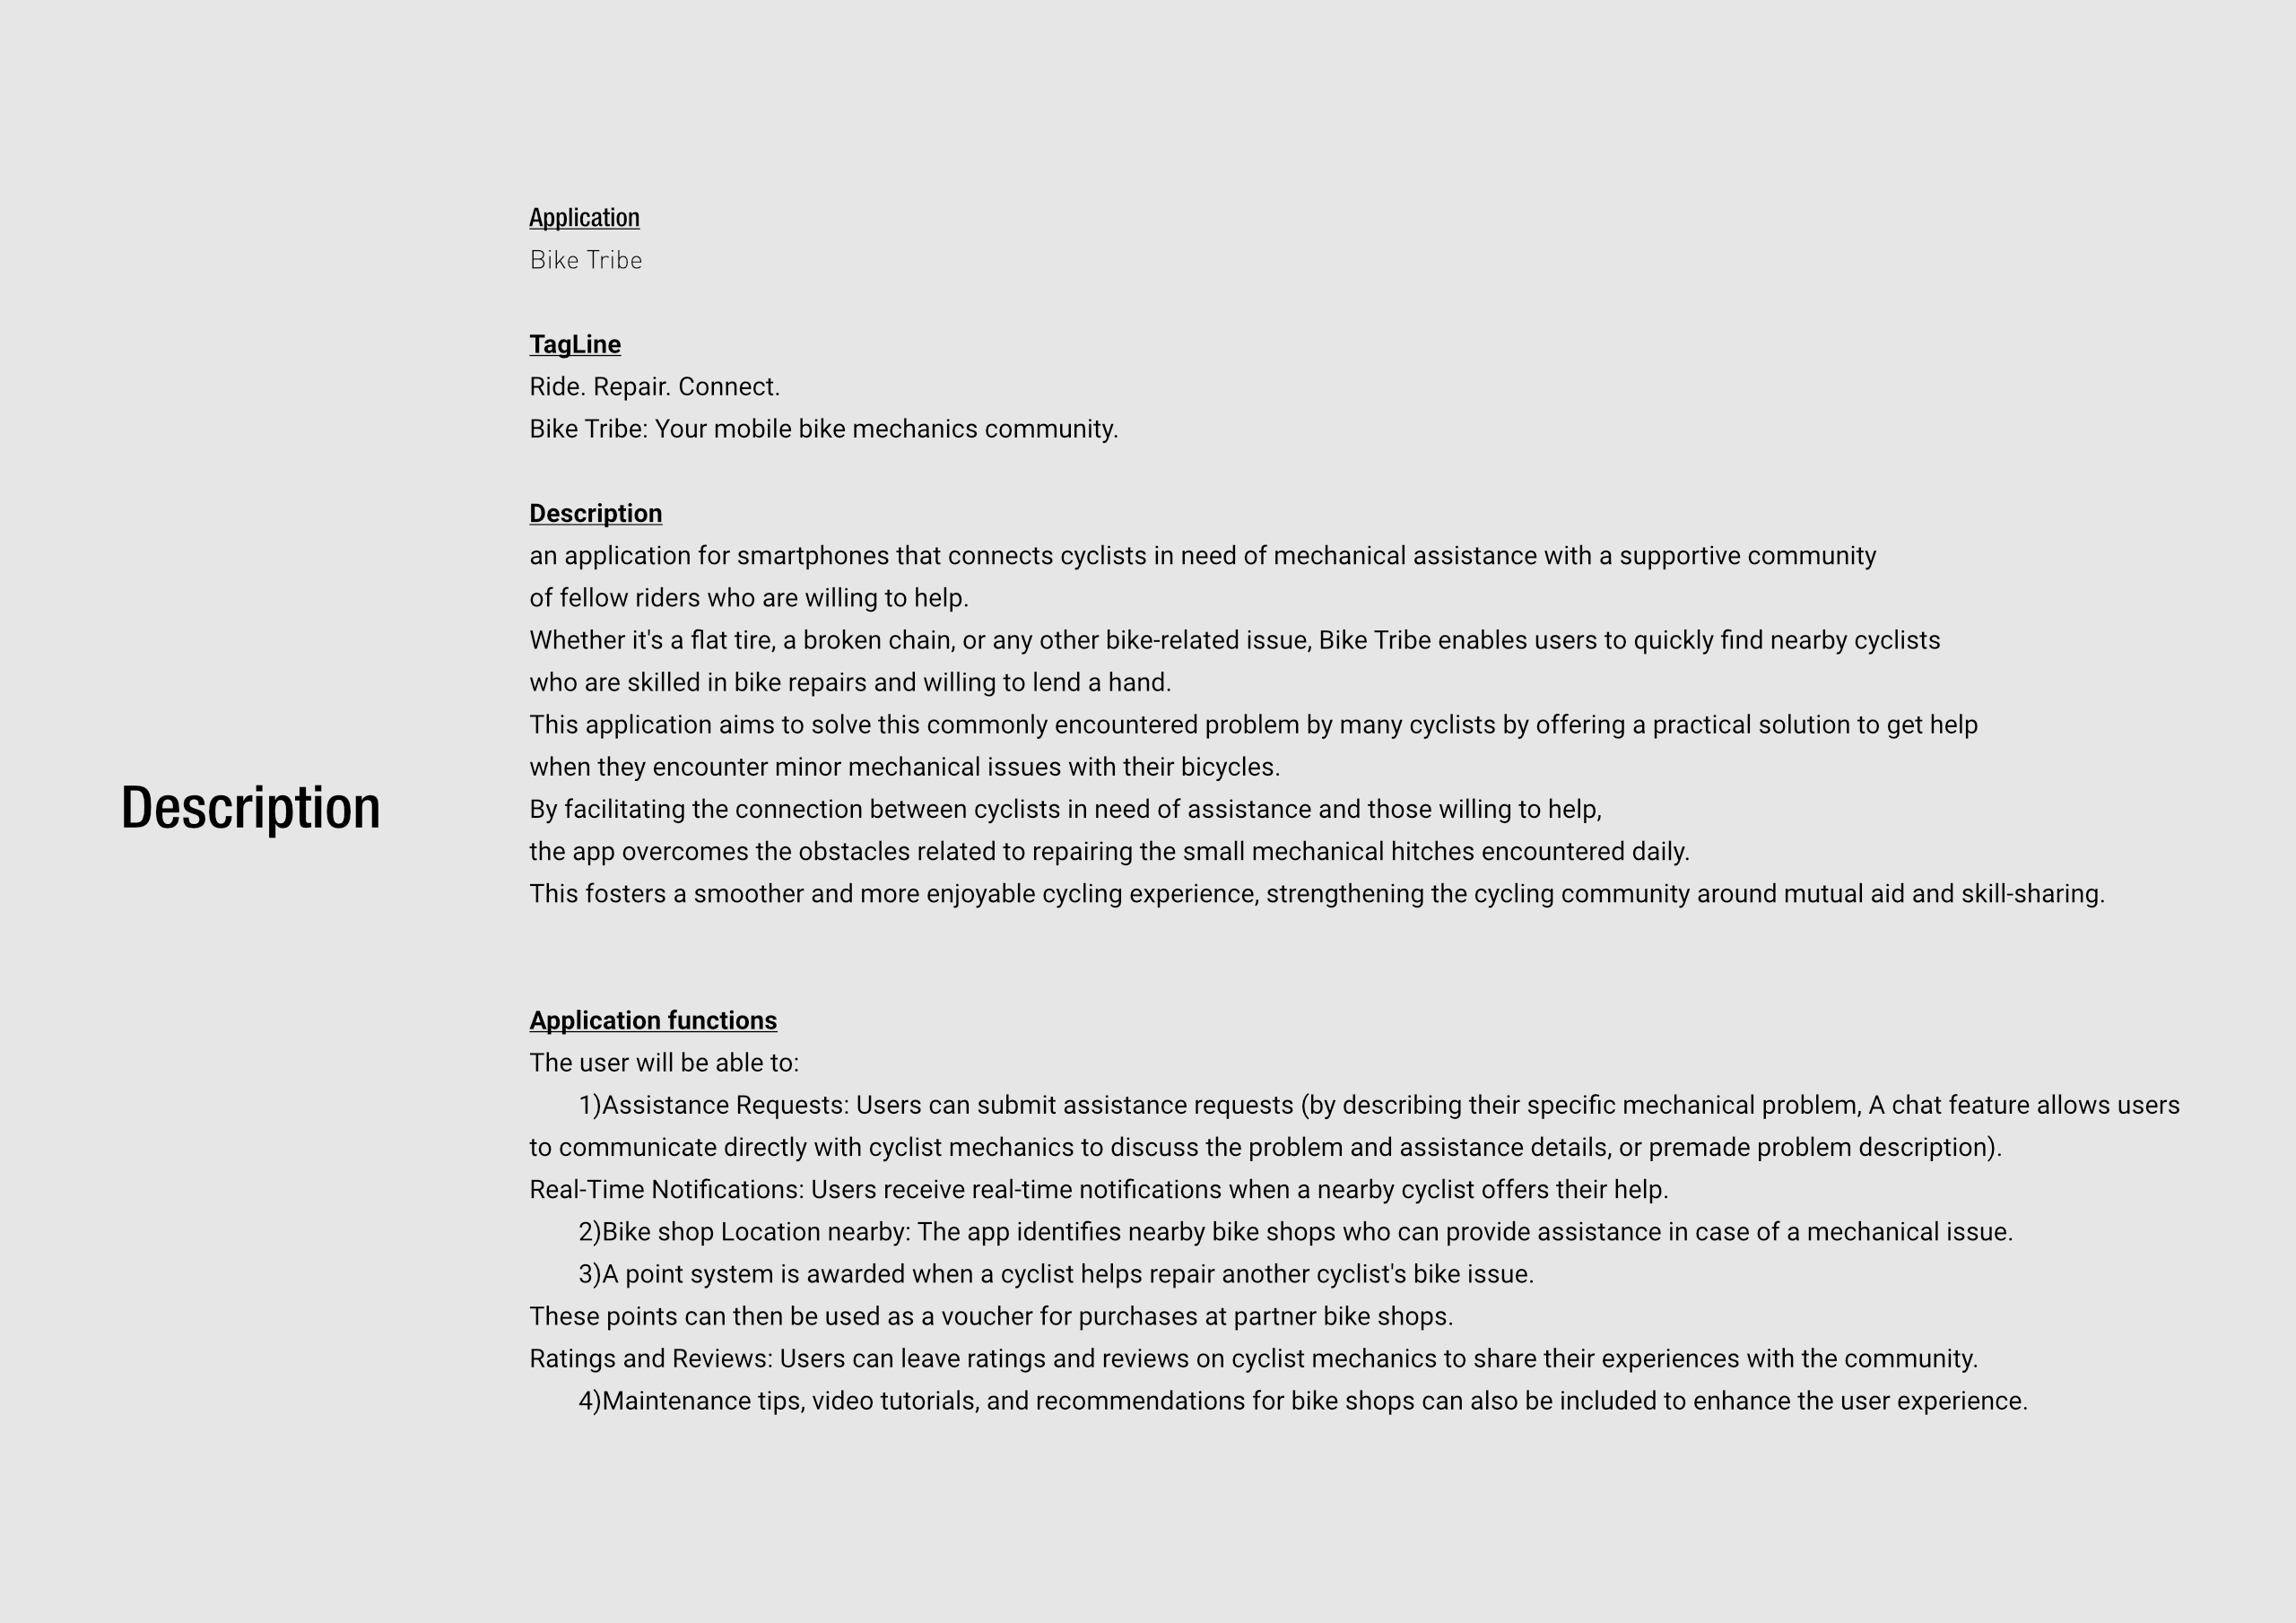 Description
Application
Bike Tribe
TagLine
Ride. Repair. Connect.
Bike Tribe: Your mobile bike mechanics community.
Description
an application for smartphones that connects cyclists in need of mechanical assistance with a supportive community
of fellow riders who are willing to help.
Whether it's a flat tire, a broken chain, or any other bike-related issue, Bike Tribe enables users to quickly find nearby cyclists
who are skilled in bike repairs and willing to lend a hand.
This application aims to solve this commonly encountered problem by many cyclists by offering a practical solution to get help
when they encounter minor mechanical issues with their bicycles.
By facilitating the connection between cyclists in need of assistance and those willing to help,
the app overcomes the obstacles related to repairing the small mechanical hitches encountered daily.
This fosters a smoother and more enjoyable cycling experience, strengthening the cycling community around mutual aid and skill-sharing.
Application functions
The user will be able to:
1)Assistance Requests: Users can submit assistance requests (by describing their specific mechanical problem, A chat feature allows users
to communicate directly with cyclist mechanics to discuss the problem and assistance details, or premade problem description).
Real-Time Notifications: Users receive real-time notifications when a nearby cyclist offers their help.
2)Bike shop Location nearby: The app identifies nearby bike shops who can provide assistance in case of a mechanical issue.
3)A point system is awarded when a cyclist helps repair another cyclist's bike issue.
These points can then be used as a voucher for purchases at partner bike shops.
Ratings and Reviews: Users can leave ratings and reviews on cyclist mechanics to share their experiences with the community.
4)Maintenance tips, video tutorials, and recommendations for bike shops can also be included to enhance the user experience.